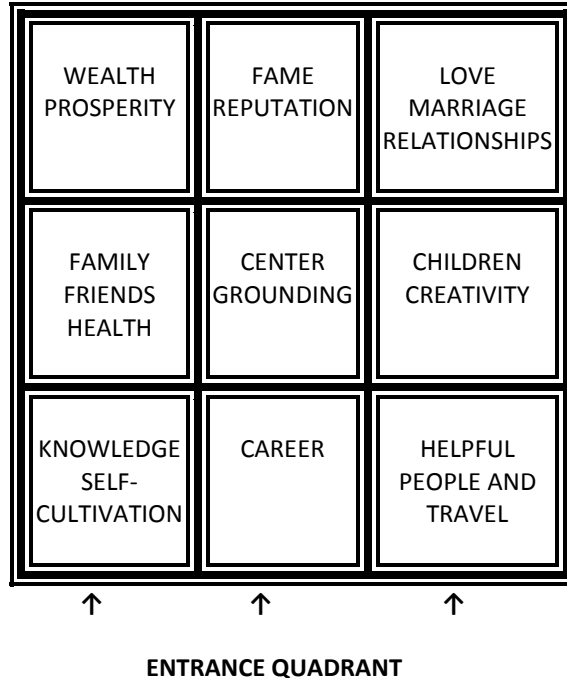 WEALTH
PROSPERITY
FAME
REPUTATION
LOVE
MARRIAGE
RELATIONSHIPS
FAMILY
FRIENDS
HEALTH
CENTER
GROUNDING
CHILDREN
CREATIVITY
KNOWLEDGE
SELF-
CULTIVATION
CAREER
HELPFUL
PEOPLE AND
TRAVEL
↑ ↑ ↑
ENTRANCE QUADRANT